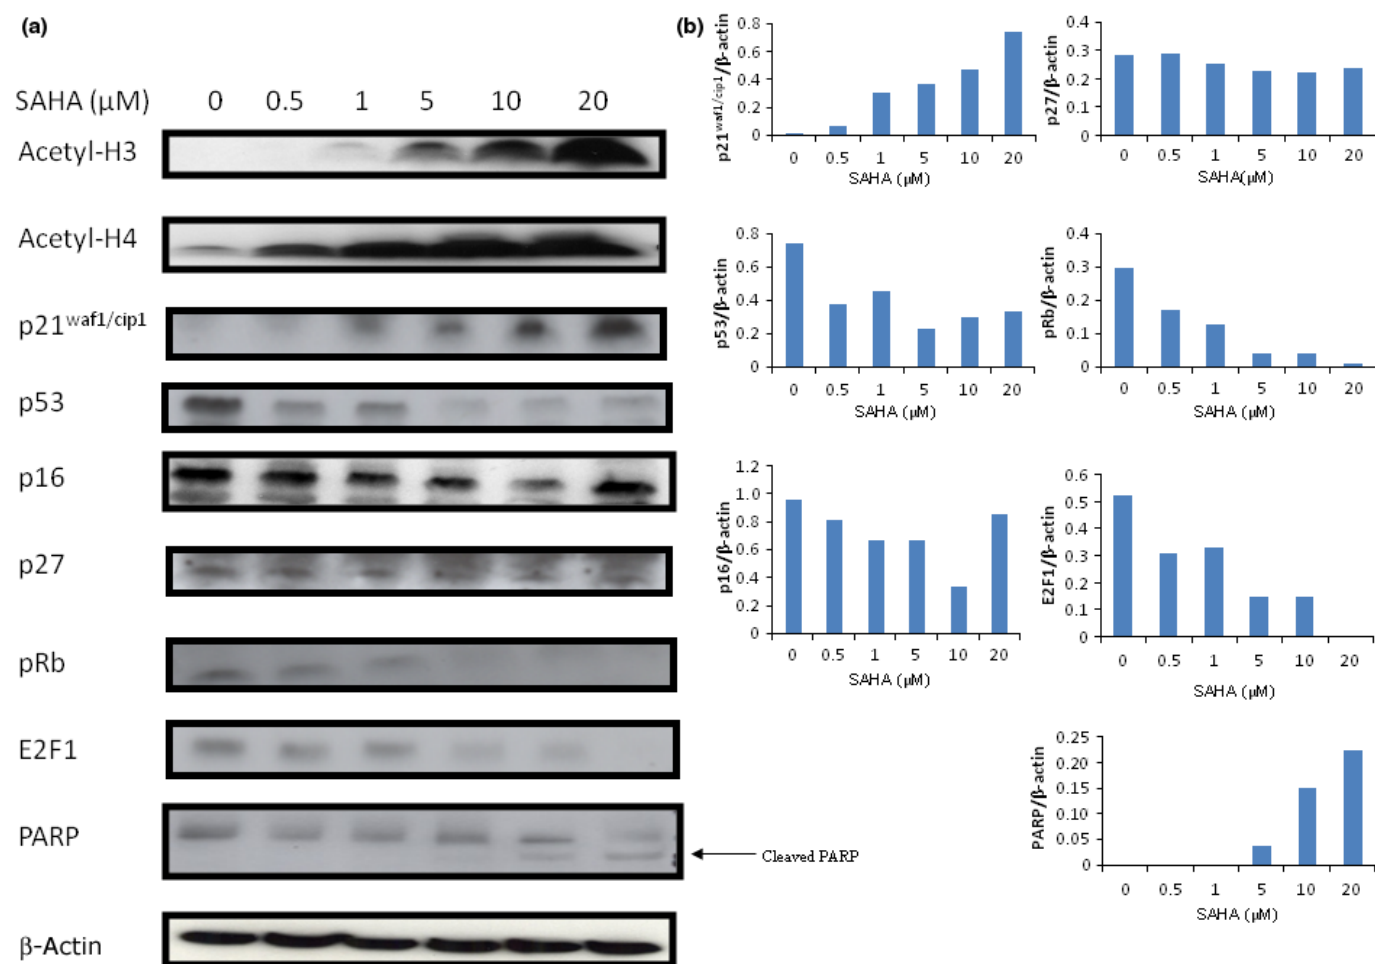 (a)
SAHA (μM) 0 0.5 1 5 10 20
Acetyl-H3
Acetyl-H4
p21waf1/cip1
p53
p16
p27
pRb
E2F1
PARP
Cleaved PARP
β-Actin
(b)
p21waf1/cip1/β-actin
0.8
0.6
0.4
0.2
0
0 0.5 1 5 10 20
SAHA (μM)
p27/β-actin
0.4
0.3
0.2
0.1
0
0 0.5 1 5 10 20
SAHA(μM)
p53/β-actin
0.8
0.6
0.4
0.2
0
0 0.5 1 5 10 20
SAHA (μM)
pRb/β-actin
0.4
0.3
0.2
0.1
0
0 0.5 1 5 10 20
SAHA (μM)
p16/β-actin
1.2
1.0
0.8
0.6
0.4
0.2
0
0 0.5 1 5 10 20
SAHA (μM)
E2F1/β-actin
0.6
0.5
0.4
0.3
0.2
0.1
0
0 0.5 1 5 10 20
SAHA (μM)
PARP/β-actin
0.25
0.20
0.15
0.10
0.05
0
0 0.5 1 5 10 20
SAHA (μM)